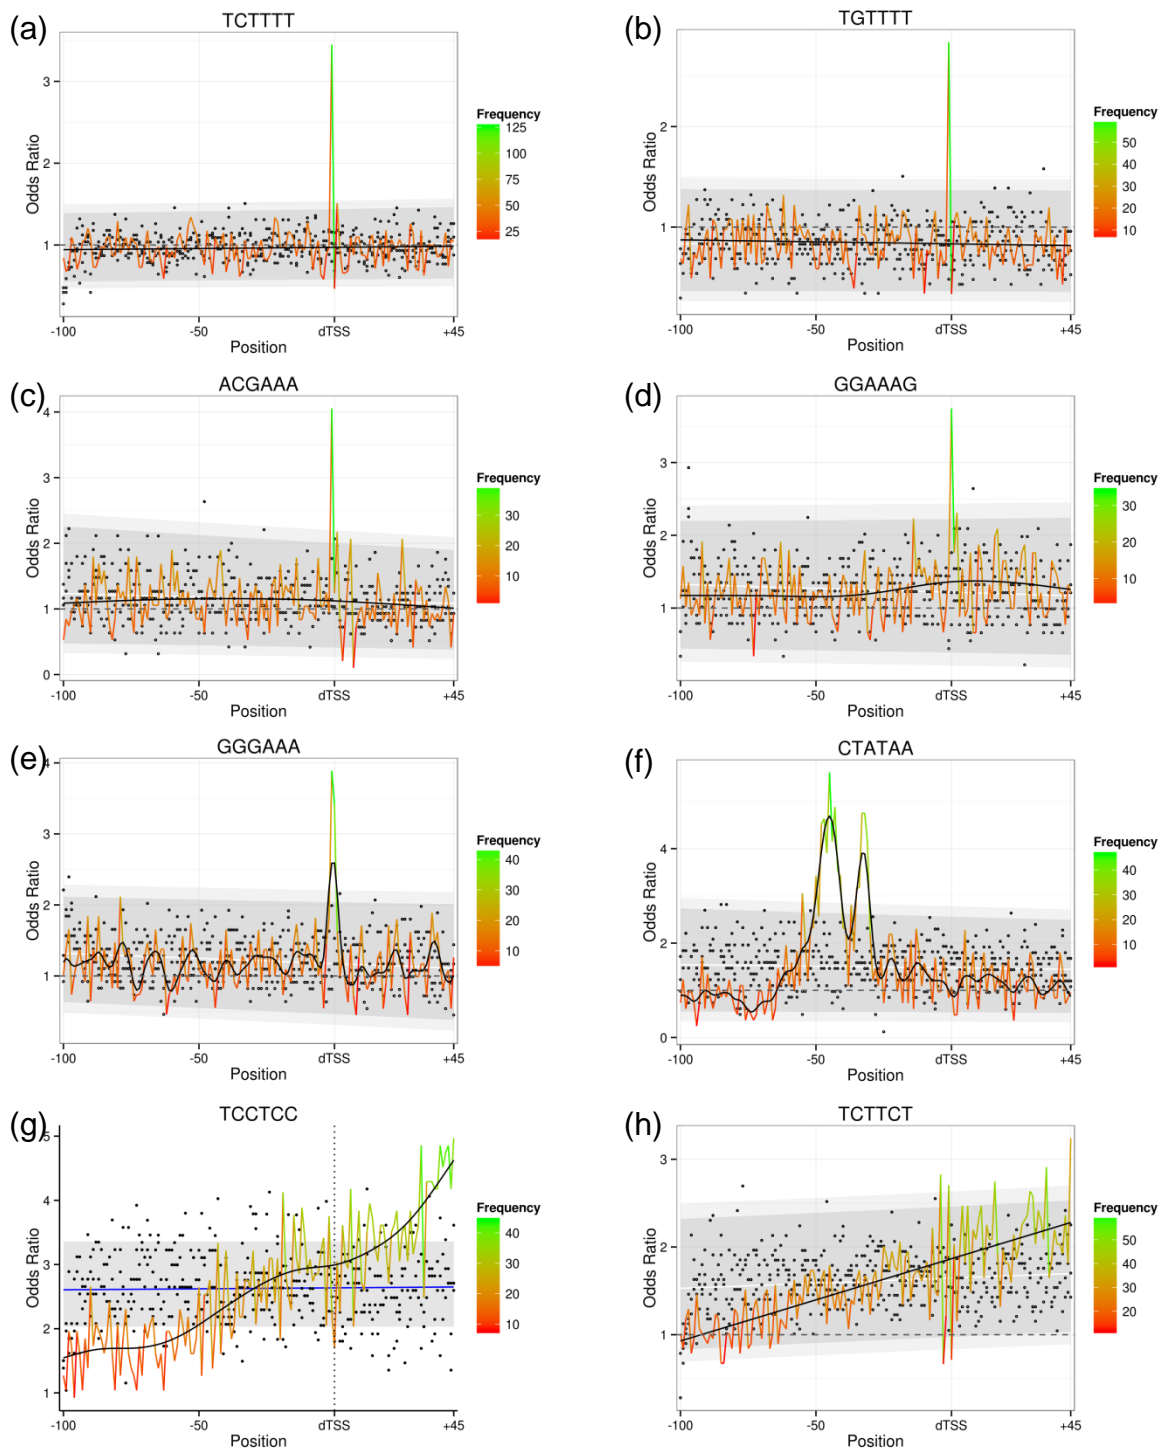 (a)
TCTTTT
Odds Ratio
3
2
1
-100
-50
dTSS
+45
Position
Frequency
125
100
75
50
25
(b)
TGTTTT
Odds Ratio
2
1
-100
-50
dTSS
+45
Position
Frequency
50
40
30
20
10
(c)
ACGAAA
Odds Ratio
4
3
2
1
0
-100
-50
dTSS
+45
Position
Frequency
30
20
10
(d)
GGAAAG
Odds Ratio
3
2
1
-100
-50
dTSS
+45
Position
Frequency
30
20
10
(e)
GGGAAA
Odds Ratio
4
3
2
1
-100
-50
dTSS
+45
Position
Frequency
40
30
20
10
(f)
CTATAA
Odds Ratio
4
2
0
-100
-50
dTSS
+45
Position
Frequency
40
30
20
10
(g)
TCCTCC
Odds Ratio
5
4
3
2
1
-100
-50
dTSS
+45
Position
Frequency
40
30
20
10
(h)
TCTTCT
Odds Ratio
3
2
1
-100
-50
dTSS
+45
Position
Frequency
50
40
30
20